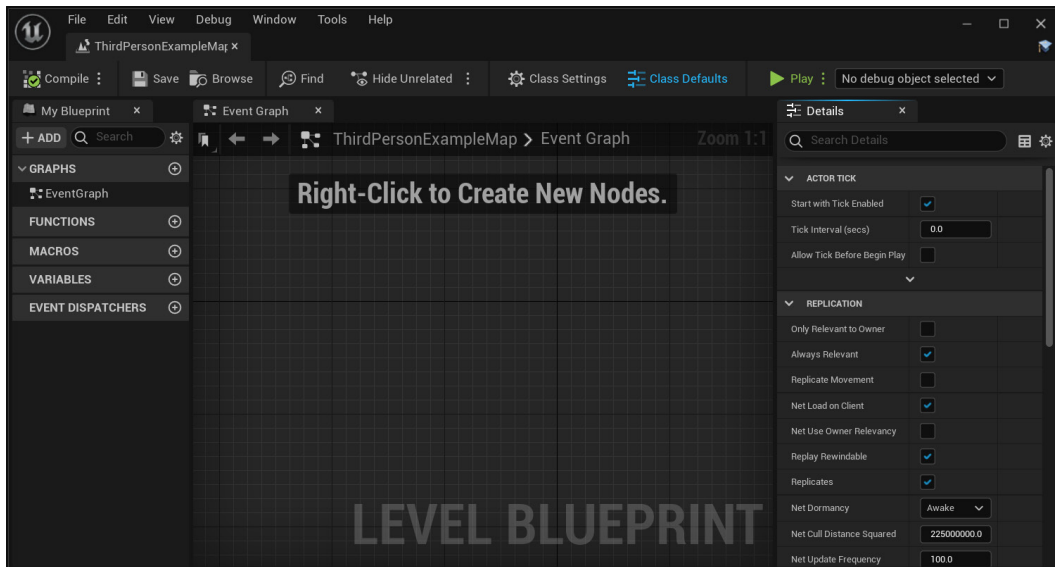 File Edit View Debug Window Tools Help
ThirdPersonExampleMap
Compile Save Browse Find Hide Unrelated Class Settings Class Defaults Play No debug object selected
My Blueprint
+ ADD Search
GRAPHS
EventGraph
FUNCTIONS
MACROS
VARIABLES
EVENT DISPATCHERS
Event Graph
ThirdPersonExampleMap > Event Graph Zoom 1:1
Right-Click to Create New Nodes.
LEVEL BLUEPRINT
Details
Search Details
ACTOR TICK
Start with Tick Enabled
Tick Interval (secs) 0.0
Allow Tick Before Begin Play
REPLICATION
Only Relevant to Owner
Always Relevant
Replicate Movement
Net Load on Client
Net Use Owner Relevancy
Replay Rewindable
Replicates
Net Dormancy Awake
Net Cull Distance Squared 225000000.0
Net Update Frequency 100.0